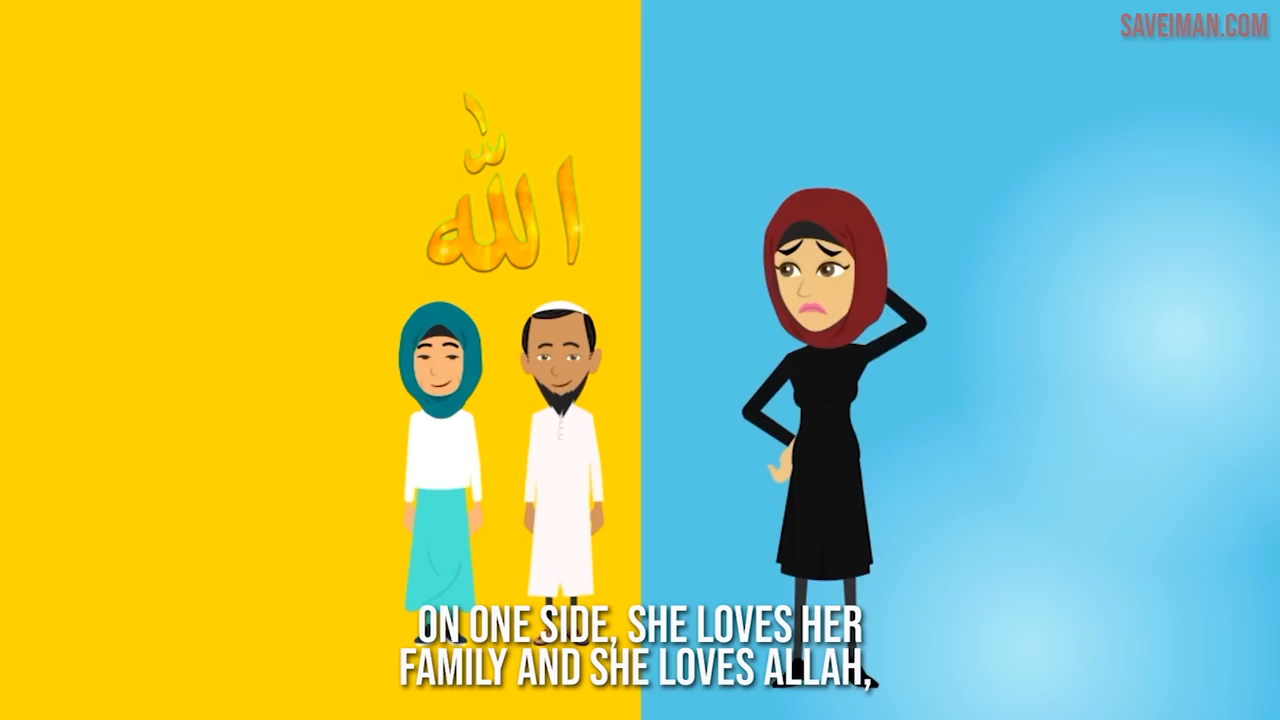 SAVEIMAN.COM
الله
ON ONE SIDE, SHE LOVES HER
FAMILY AND SHE LOVES ALLAH,